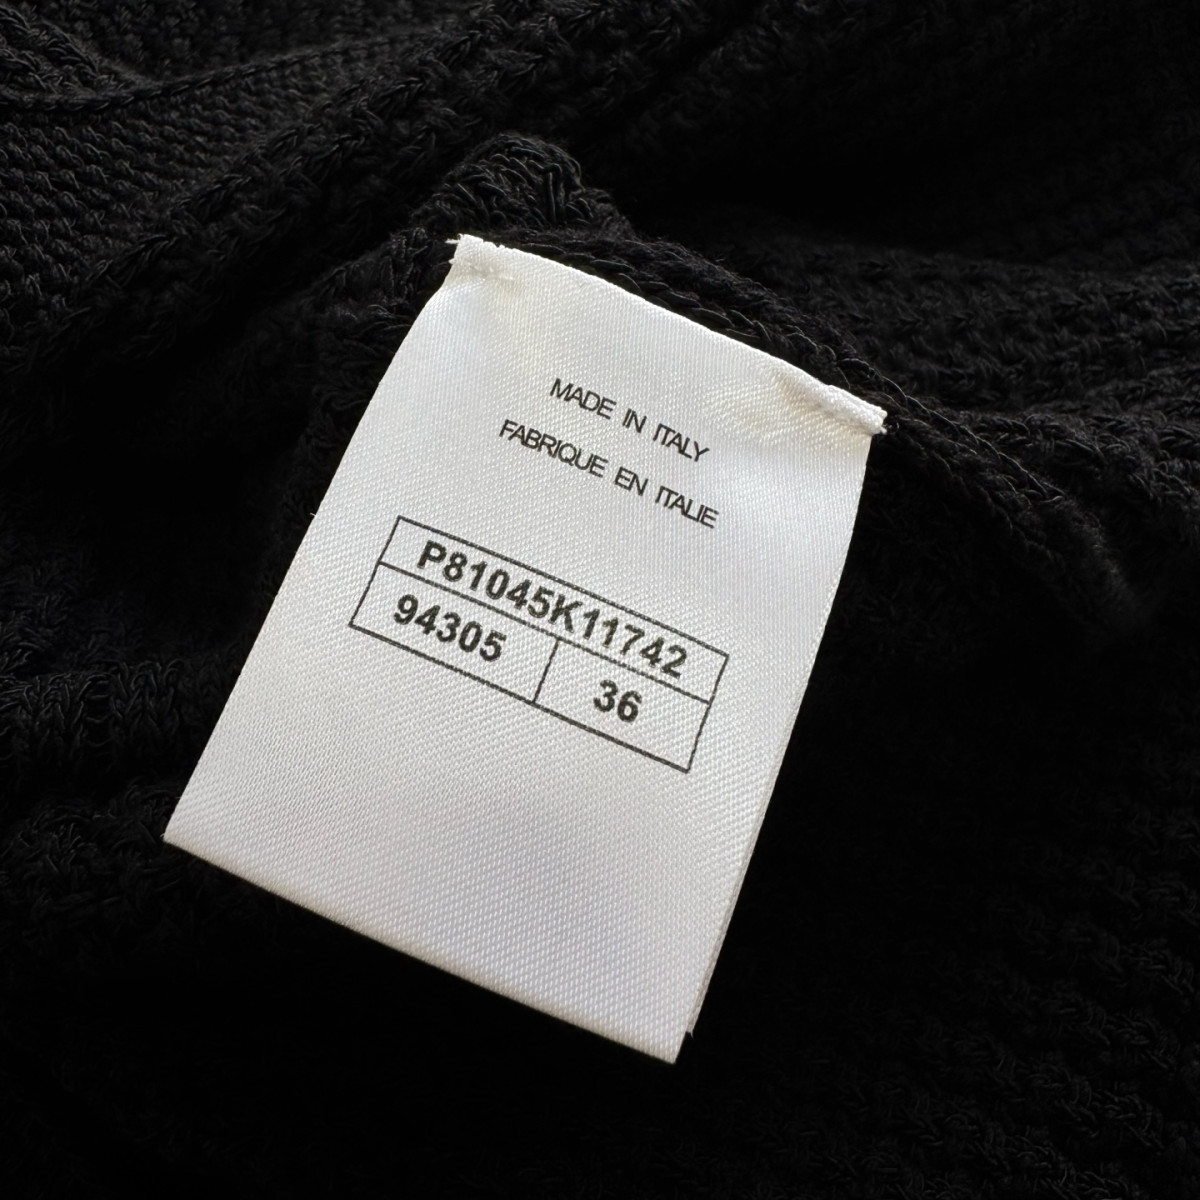 MADE IN ITALY
FABRIQUE EN ITALIE
P81045K11742
94305 36